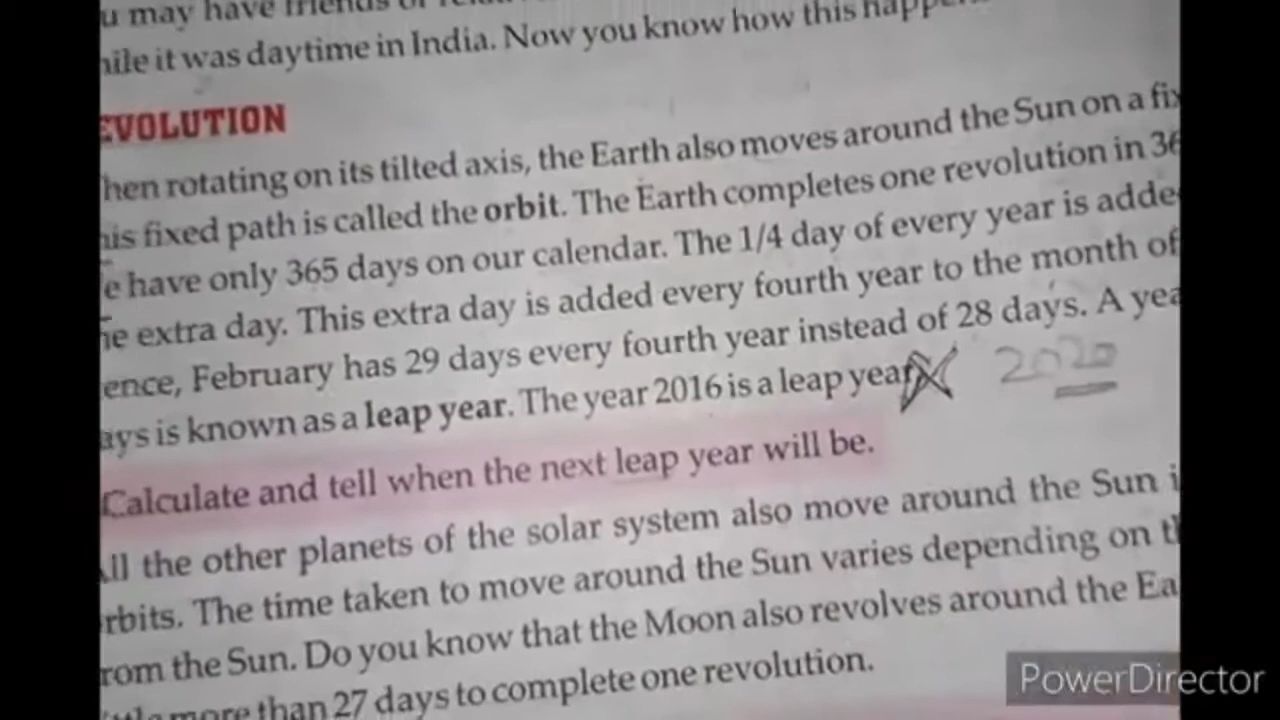 u may have friends or
ile it was daytime in India. Now you know how this happ
EVOLUTION
hen rotating on its tilted axis, the Earth also moves around the Sun on a fix
is fixed path is called the orbit. The Earth completes one revolution in 36
e have only 365 days on our calendar. The 1/4 day of every year is adde
e extra day. This extra day is added every fourth year to the month of
ence, February has 29 days every fourth year instead of 28 days. A yea
ays is known as a leap year. The year 2016 is a leap year 2020
Calculate and tell when the next leap year will be.
ll the other planets of the solar system also move around the Sun i
rbits. The time taken to move around the Sun varies depending on th
rom the Sun. Do you know that the Moon also revolves around the Ea
more than 27 days to complete one revolution.
PowerDirector